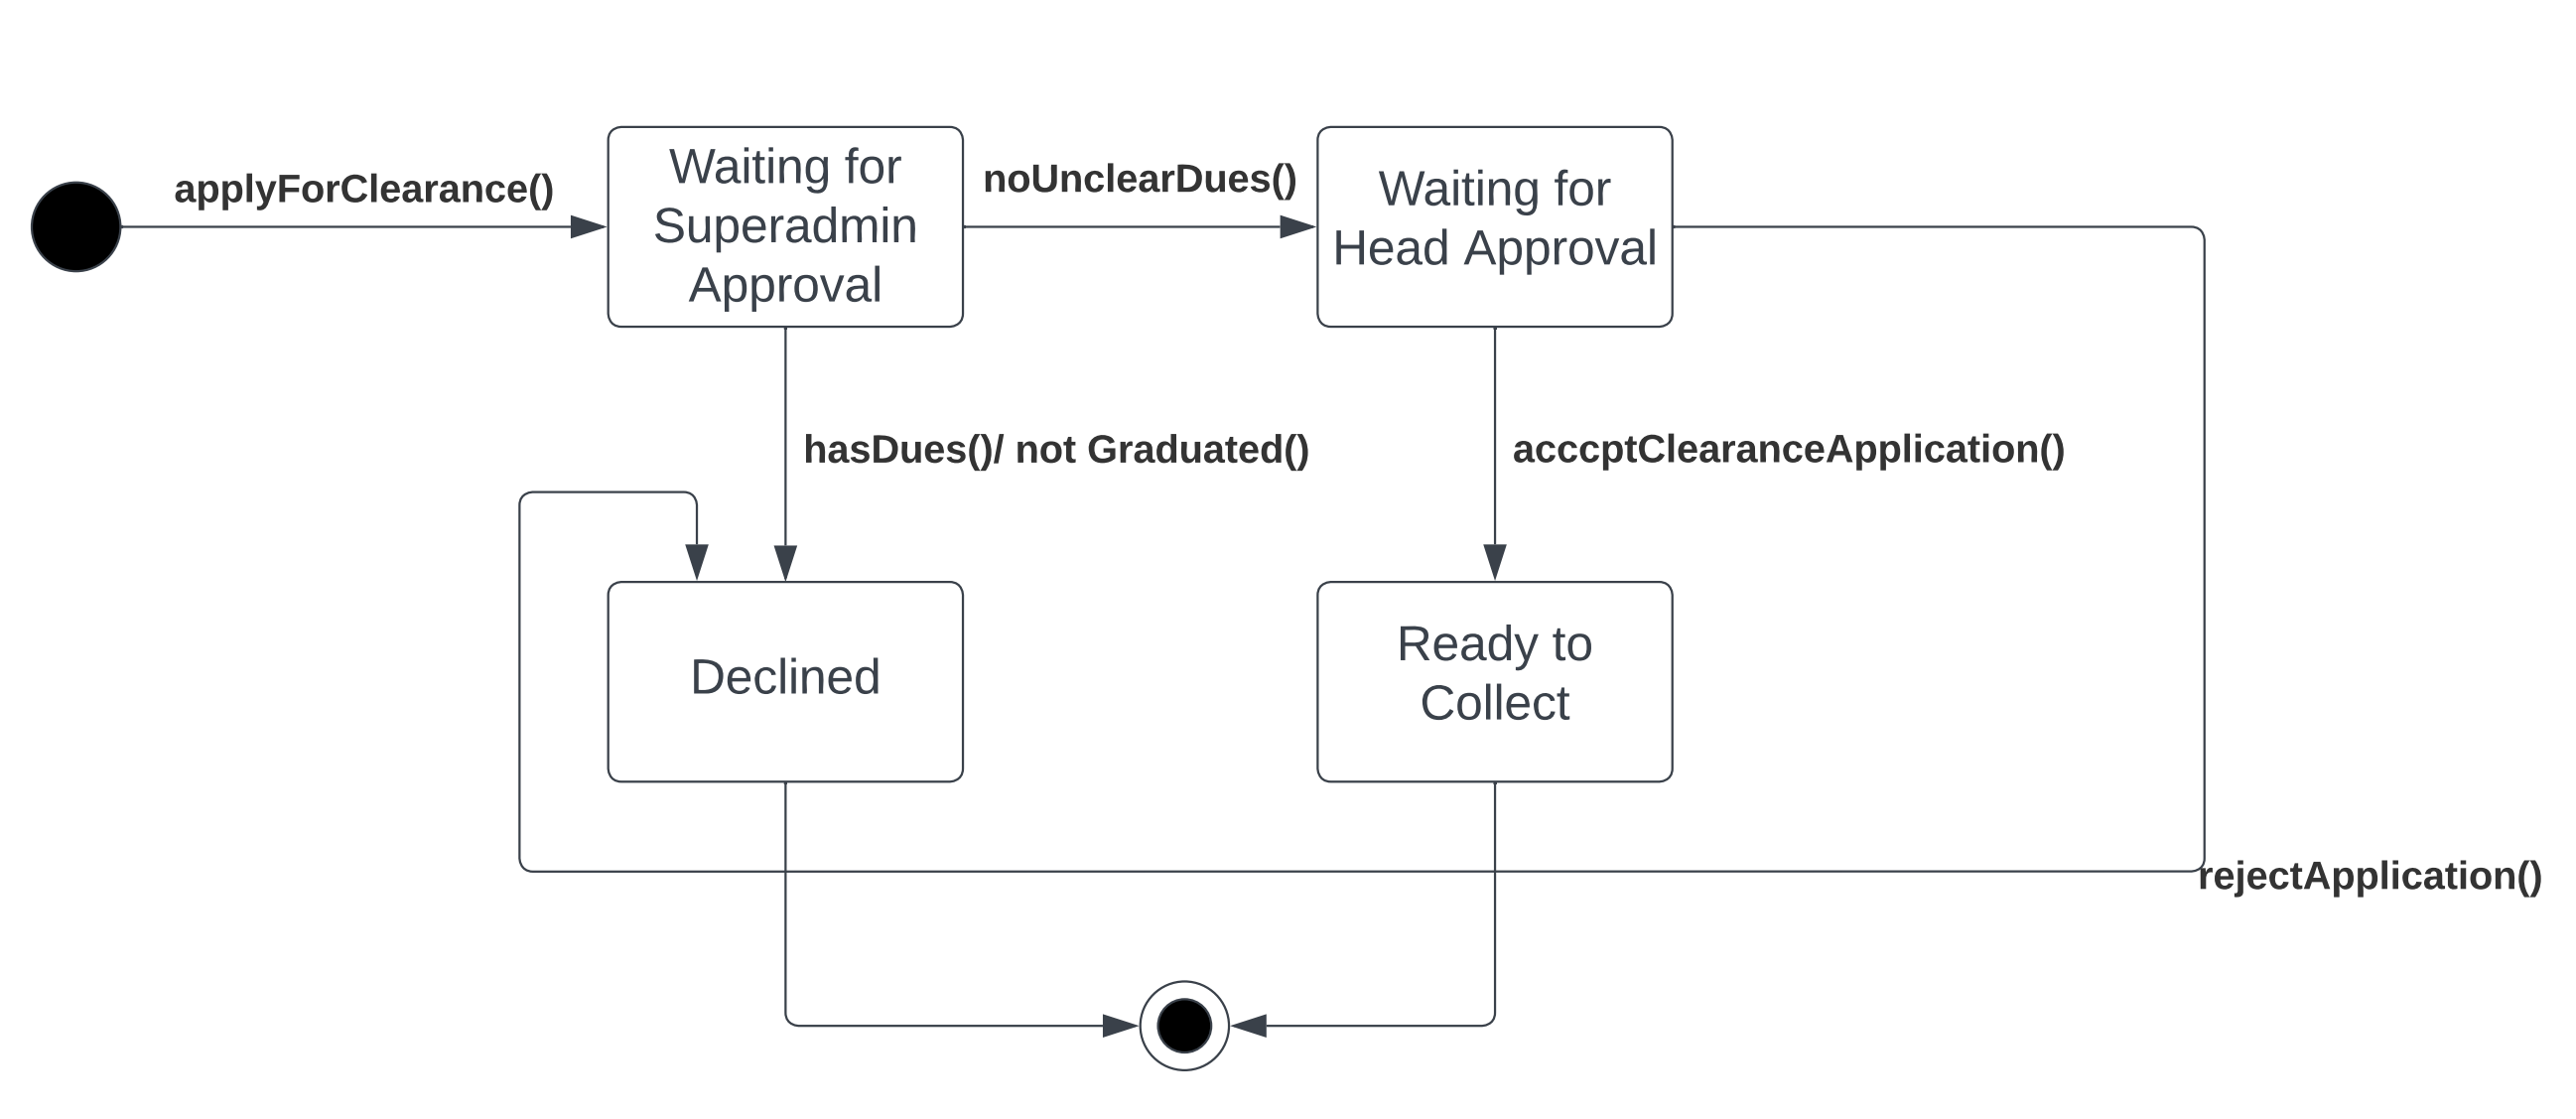 applyForClearance()
Waiting for
Superadmin
Approval
noUnclearDues()
Waiting for
Head Approval
hasDues()/ not Graduated()
acccptClearanceApplication()
Declined
Ready to
Collect
rejectApplication()